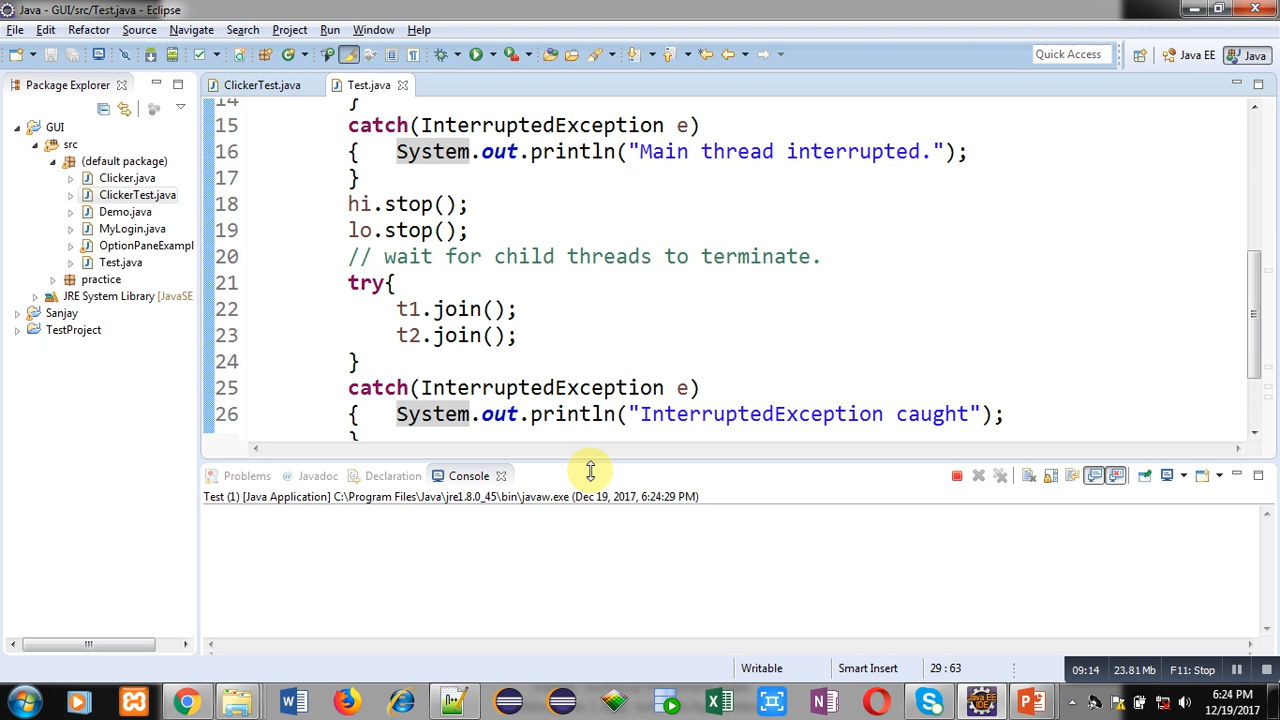 Java - GUI/src/Test.java - Eclipse
File Edit Refactor Source Navigate Search Project Run Window Help
Quick Access Java EE Java
Package Explorer
GUI
src
(default package)
Clicker.java
ClickerTest.java
Demo.java
MyLogin.java
OptionPaneExampl
Test.java
practice
JRE System Library [JavaSE
Sanjay
TestProject
ClickerTest.java Test.java
14 }
15 catch(InterruptedException e)
16 { System.out.println("Main thread interrupted.");
17 }
18 hi.stop();
19 lo.stop();
20 // wait for child threads to terminate.
21 try{
22 t1.join();
23 t2.join();
24 }
25 catch(InterruptedException e)
26 { System.out.println("InterruptedException caught");
}
Problems Javadoc Declaration Console
Test (1) [Java Application] C:\Program Files\Java\jre1.8.0_45\bin\javaw.exe (Dec 19, 2017, 6:24:29 PM)
Writable Smart Insert 29 : 63
09:14 23.81 Mb F11: Stop
6:24 PM
12/19/2017